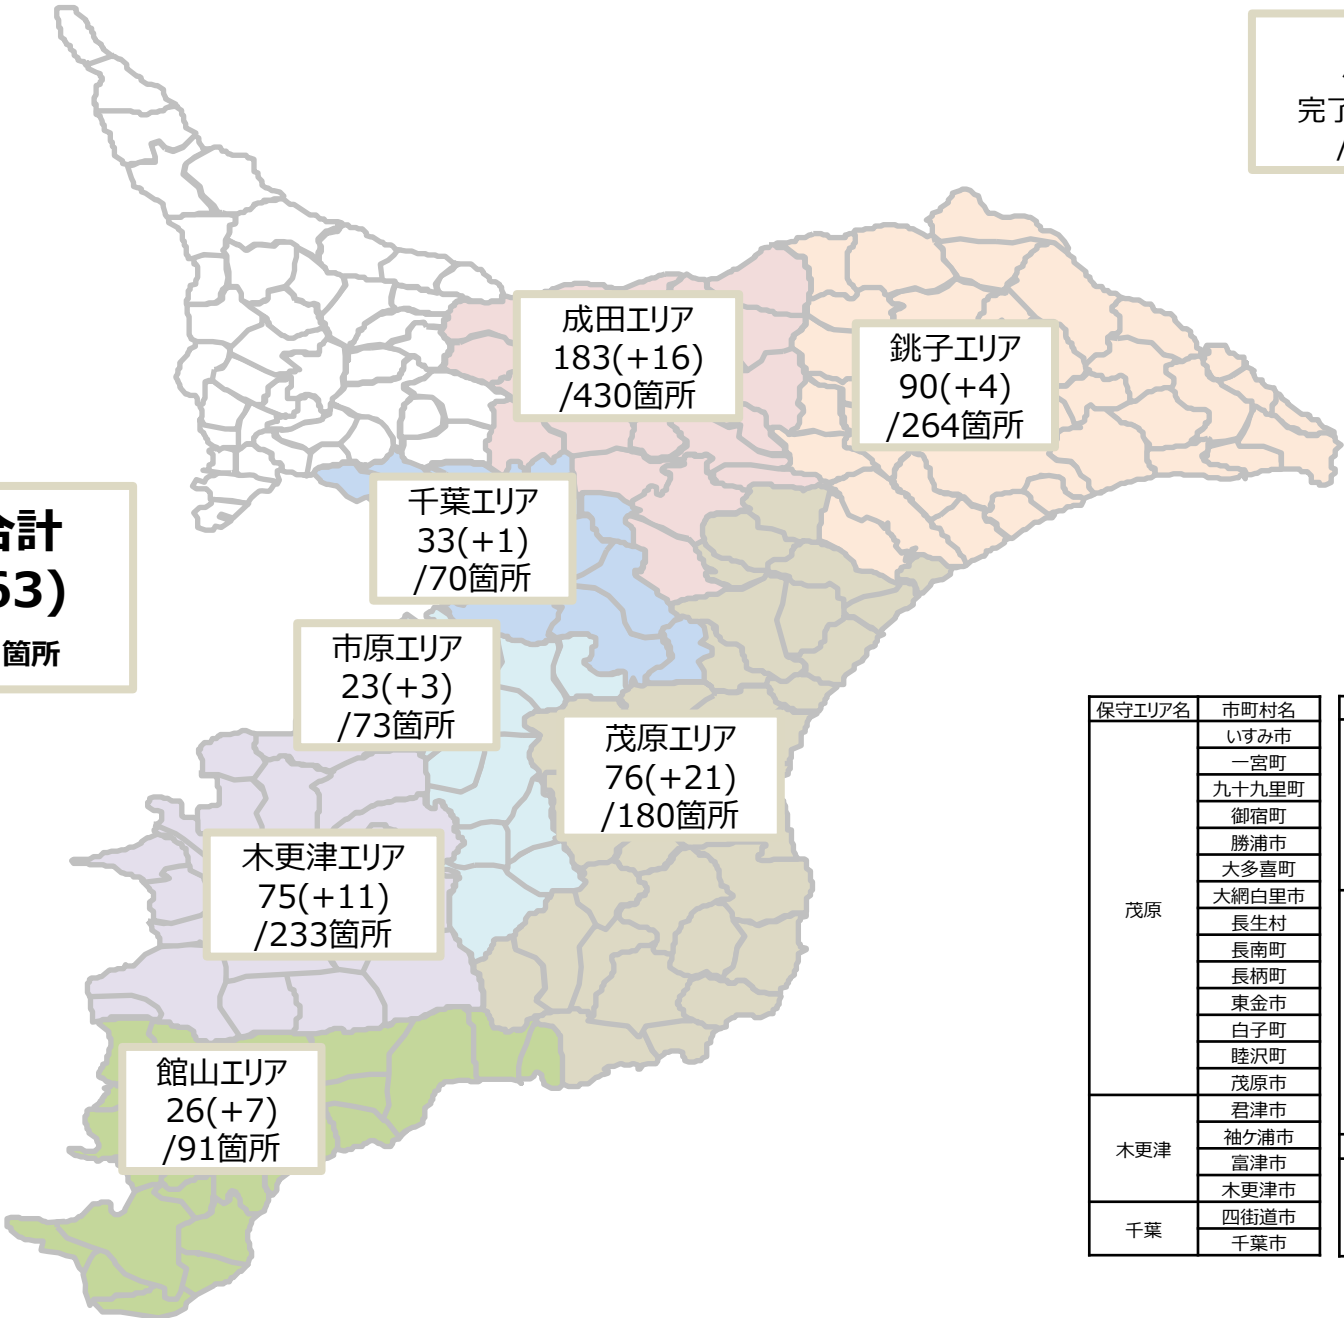 完了
/
成田エリア
183(+16)
/430箇所
銚子エリア
90(+4)
/264箇所
千葉エリア
33(+1)
/70箇所
合計
63)
箇所
市原エリア
23(+3)
/73箇所
茂原エリア
76(+21)
/180箇所
木更津エリア
75(+11)
/233箇所
館山エリア
26(+7)
/91箇所
保守エリア名 市町村名
茂原
いすみ市
一宮町
九十九里町
御宿町
勝浦市
大多喜町
大網白里市
長生村
長南町
長柄町
東金市
白子町
睦沢町
茂原市
木更津
君津市
袖ケ浦市
富津市
木更津市
千葉
四街道市
千葉市